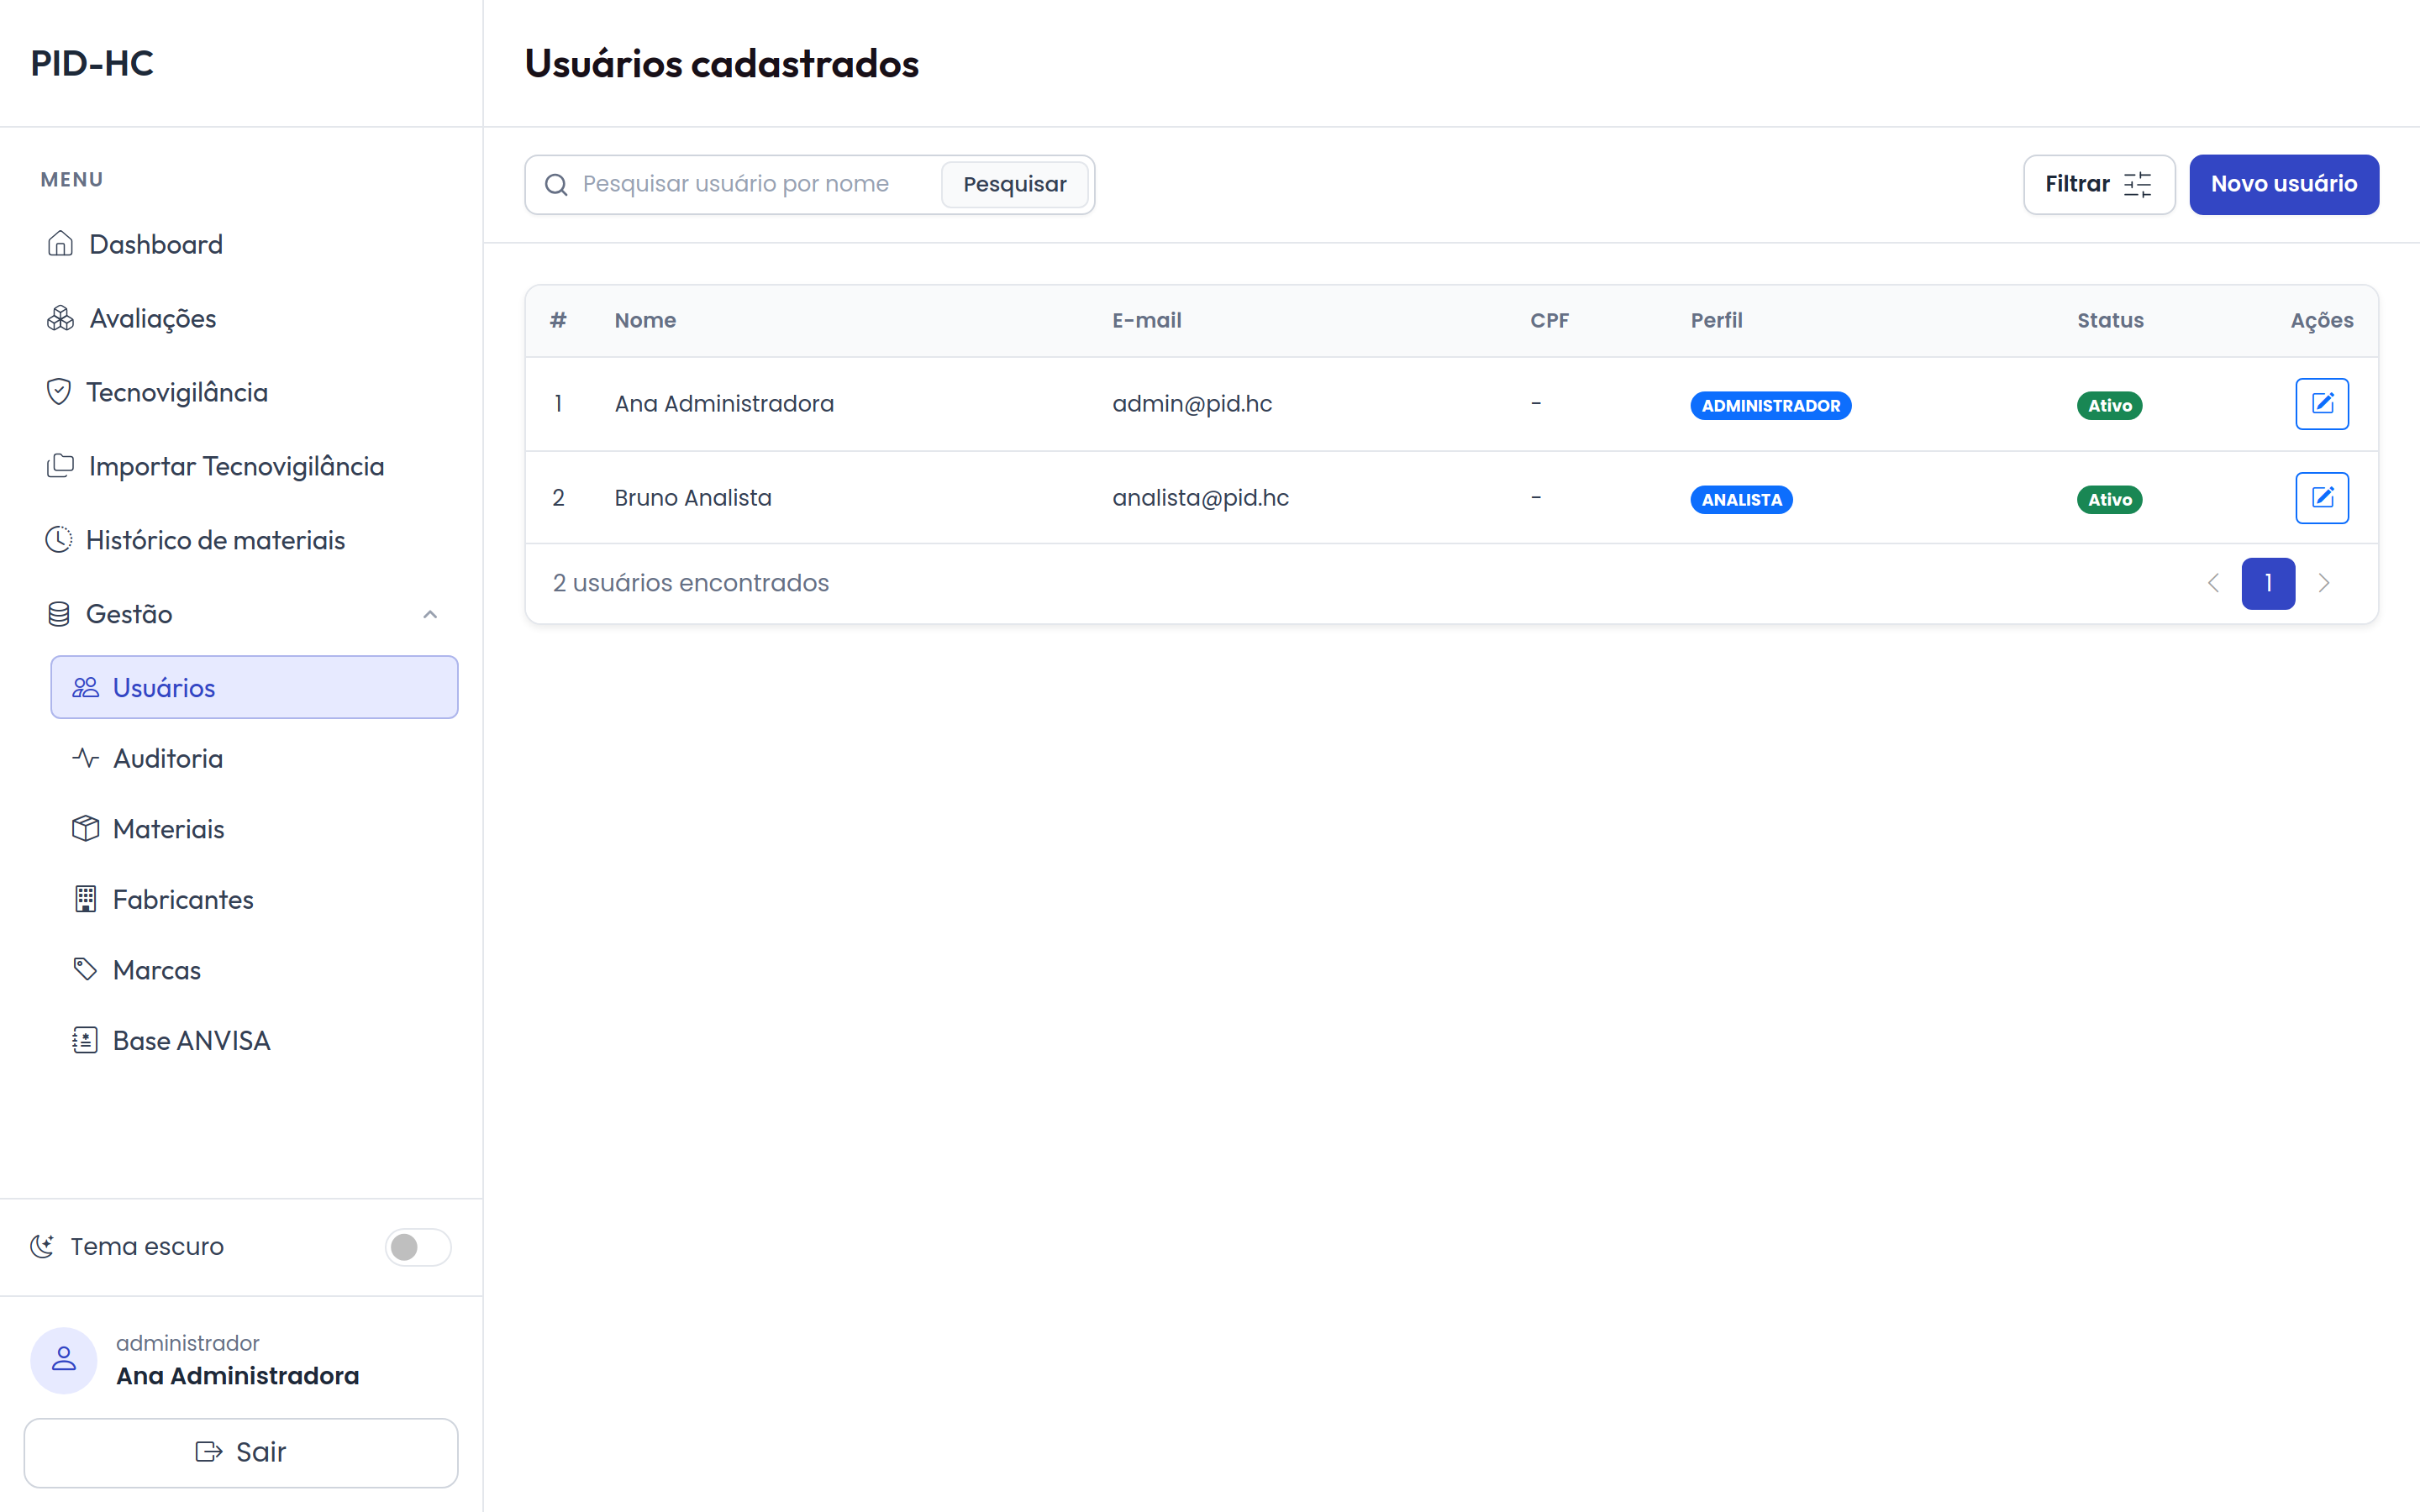 PID-HC
MENU
Dashboard
Avaliações
Tecnovigilância
Importar Tecnovigilância
Histórico de materiais
Gestão
Usuários
Auditoria
Materiais
Fabricantes
Marcas
Base ANVISA
Tema escuro
administrador
Ana Administradora
Sair
Usuários cadastrados
Pesquisar usuário por nome Pesquisar Filtrar Novo usuário
# Nome E-mail CPF Perfil Status Ações
1 Ana Administradora admin@pid.hc - ADMINISTRADOR Ativo
2 Bruno Analista analista@pid.hc - ANALISTA Ativo
2 usuários encontrados 1